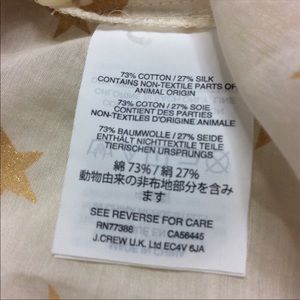 73% COTTON / 27% SILK
CONTAINS NON-TEXTILE PARTS OF
ANIMAL ORIGIN
73% COTON / 27% SOIE
CONTIENT DES PARTIES
NON-TEXTILES D'ORIGINE ANIMALE
73% BAUMWOLLE / 27% SEIDE
ENTHÄLT NICHTTEXTILE TEILE
TIERISCHEN URSPRUNGS
綿 73%/ 絹 27%
動物由来の非布地部分を含み
ます
SEE REVERSE FOR CARE
RN77388 CA56445
J.CREW U.K. Ltd EC4V 6JA